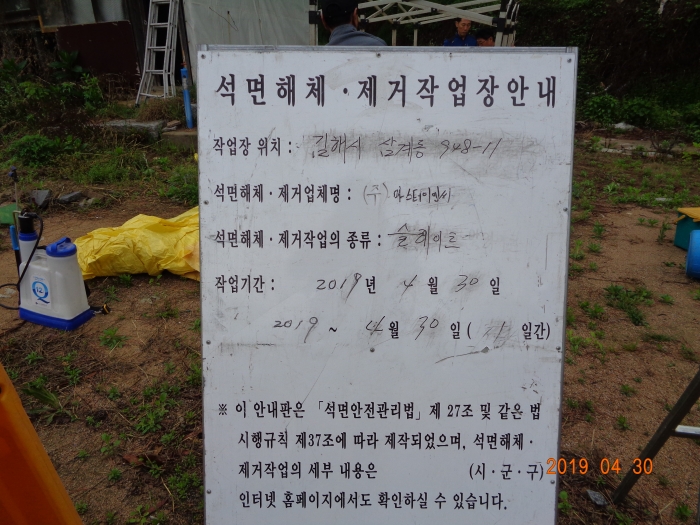 석면해체·제거작업장안내
작업장 위치 : 김해시 삼계동 948-11
석면해체·제거업체명 : (주) 마스터이엔씨
석면해체·제거작업의 종류 : 슬레이트
작업기간 : 2019년 4월 30일
2019 ~ 4월 30일 ( 1 일간)
※ 이 안내판은 「석면안전관리법」 제 27조 및 같은 법
시행규칙 제37조에 따라 제작되었으며, 석면해체·
제거작업의 세부 내용은 (시·군·구)
인터넷 홈페이지에서도 확인하실 수 있습니다.
2019 04 30